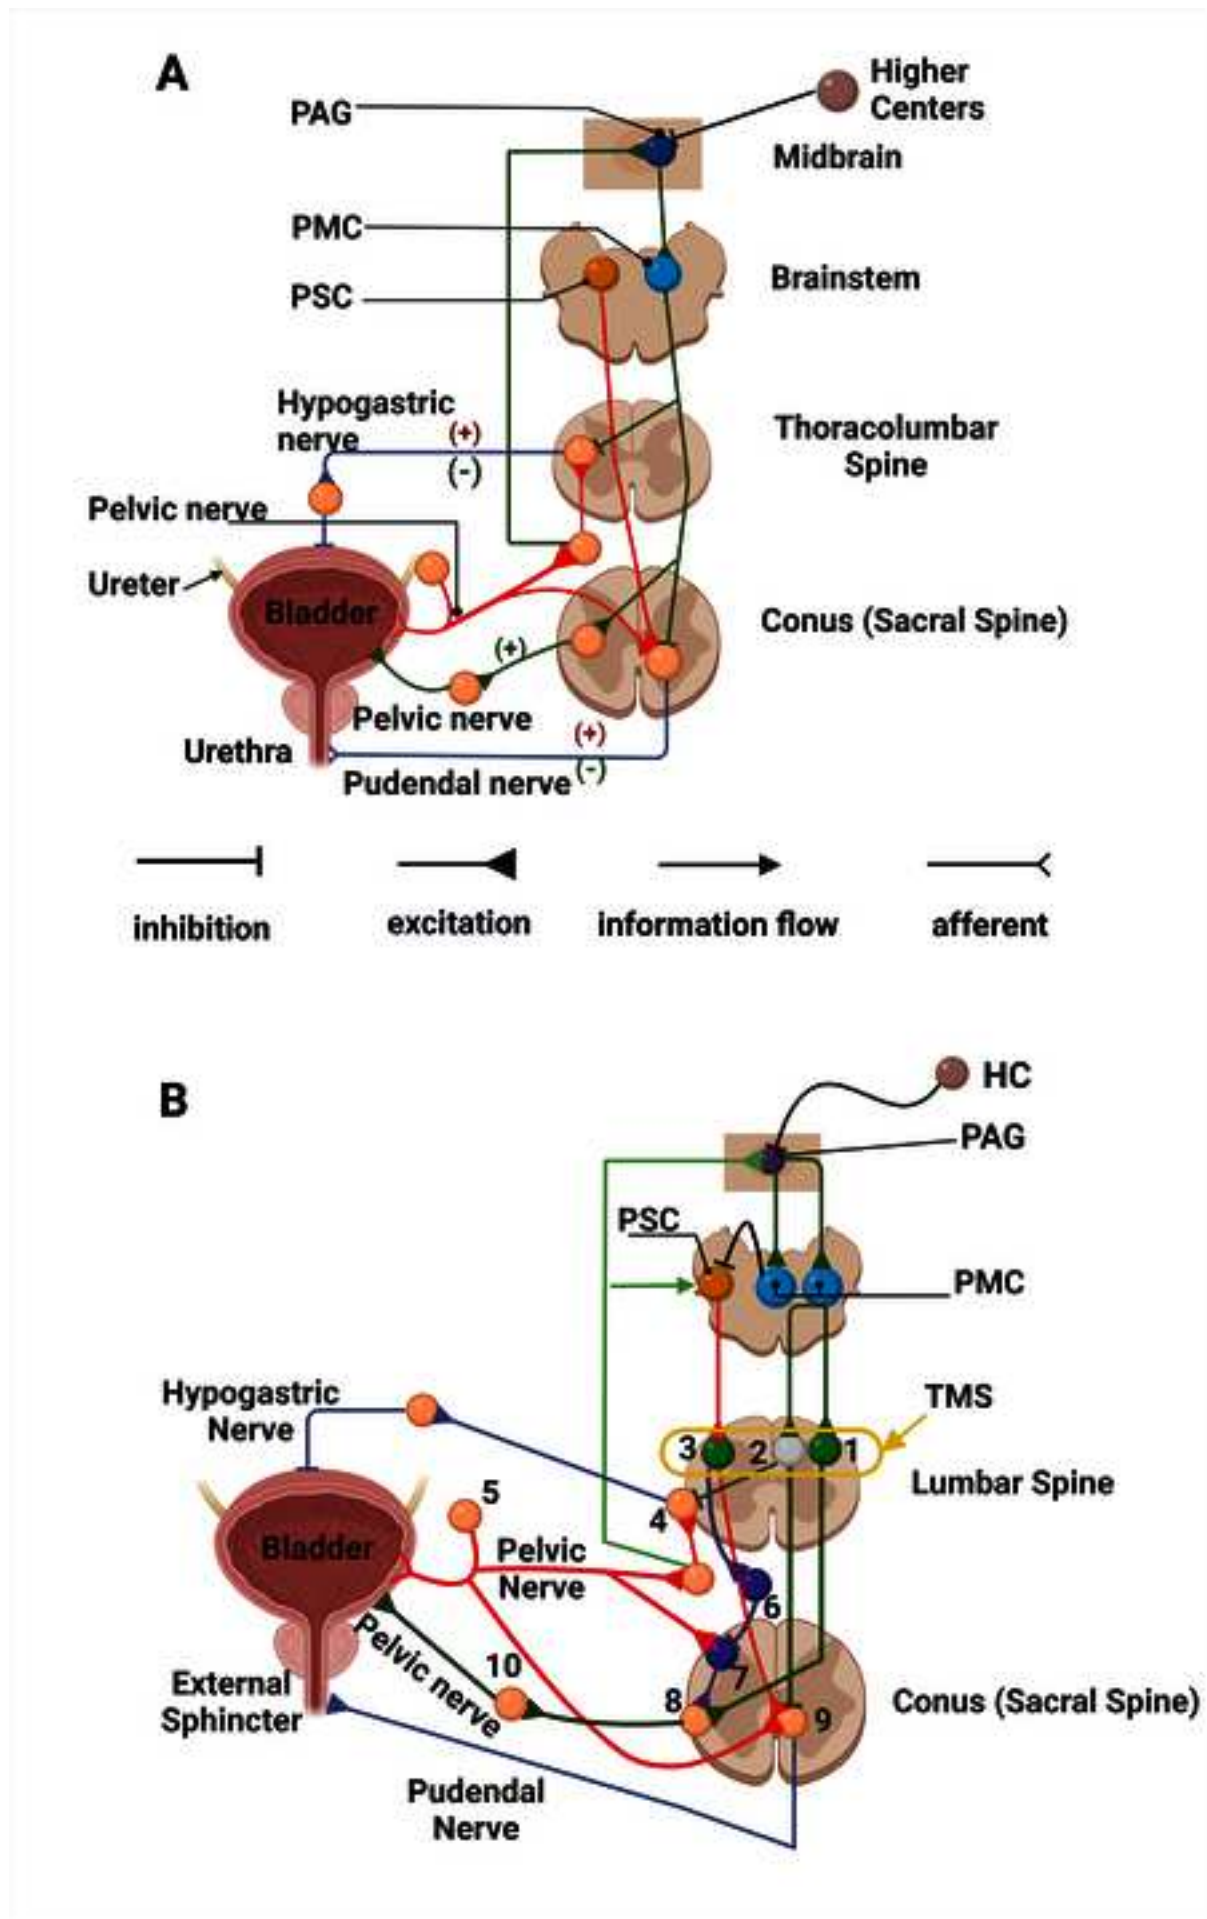 A
Higher
Centers
PAG
Midbrain
PMC
Brainstem
PSC
Hypogastric
nerve
(+)
(-)
Thoracolumbar
Spine
Pelvic nerve
Ureter
Bladder
Conus (Sacral Spine)
(+)
Pelvic nerve
(+)
Urethra
(-)
Pudendal nerve
inhibition
excitation
information flow
afferent
B
HC
PAG
PSC
PMC
Hypogastric
Nerve
TMS
3
2
1
Lumbar Spine
5
4
Bladder
Pelvic
Nerve
6
Pelvic nerve
10
7
External
Sphincter
8
9
Conus (Sacral Spine)
Pudendal
Nerve